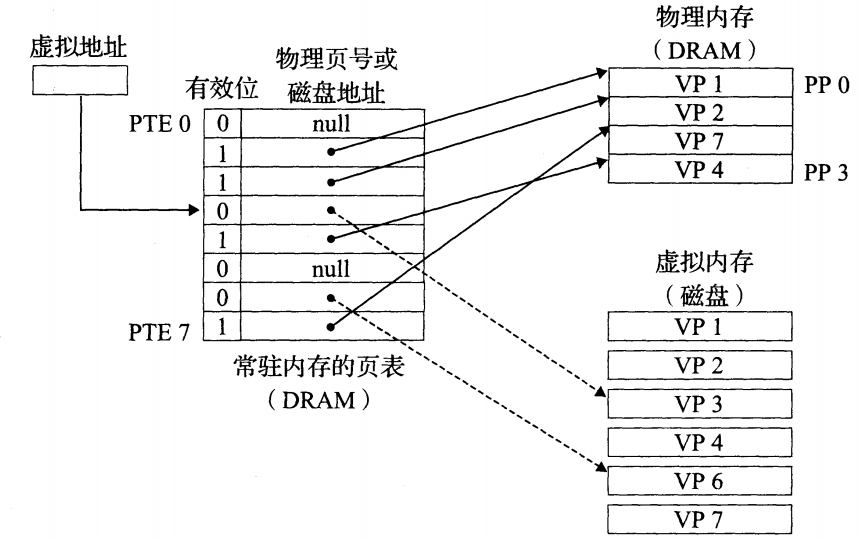 虚拟地址
有效位
物理页号或
磁盘地址
PTE 0
0
null
1
1
0
1
0
null
0
PTE 7
1
常驻内存的页表
（DRAM）
物理内存
（DRAM）
VP 1
PP 0
VP 2
VP 7
VP 4
PP 3
虚拟内存
（磁盘）
VP 1
VP 2
VP 3
VP 4
VP 6
VP 7